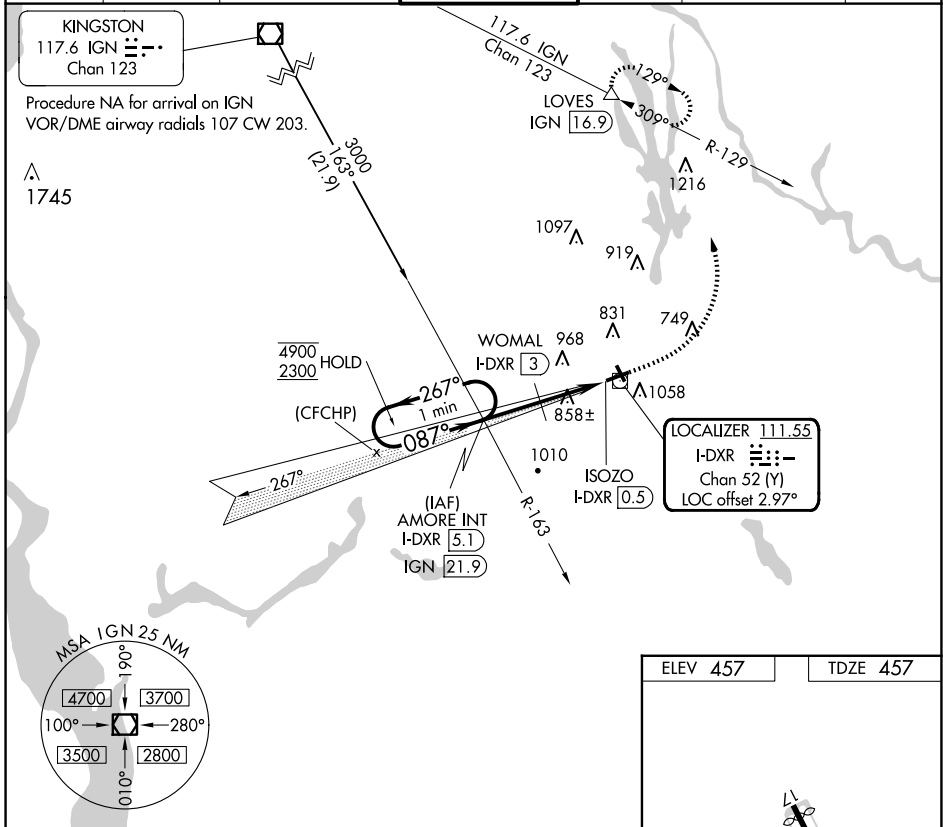 KINGSTON
117.6 IGN
Chan 123
Procedure NA for arrival on IGN
VOR/DME airway radials 107 CW 203.
1745
3000
163°
(21.9)
117.6 IGN
Chan 123
LOVES
IGN 16.9
129°
309°
R-129
1216
1097
919
831
749
968
WOMAL
I-DXR 3
4900
2300
HOLD
267°
1 min
087°
(CFCHP)
267°
858±
1058
1010
ISOZO
I-DXR 0.5
LOCALIZER 111.55
I-DXR
Chan 52 (Y)
LOC offset 2.97°
(IAF)
AMORE INT
I-DXR 5.1
IGN 21.9
R-163
MSA IGN 25 NM
190°
4700
3700
100°
280°
3500
2800
010°
ELEV 457
TDZE 457
17